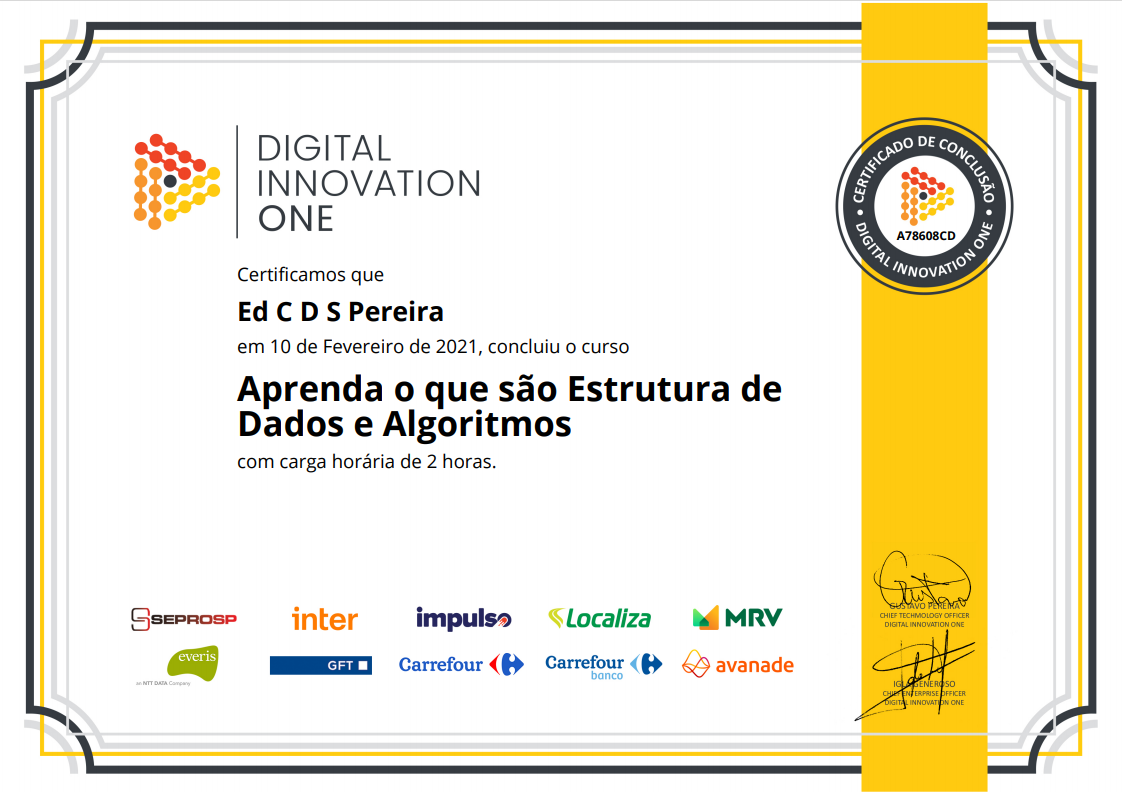 DIGITAL
INNOVATION
ONE
CERTIFICADO DE CONCLUSÃO
A78608CD
• DIGITAL INNOVATION ONE •
Certificamos que
Ed C D S Pereira
em 10 de Fevereiro de 2021, concluiu o curso
Aprenda o que são Estrutura de
Dados e Algoritmos
com carga horária de 2 horas.
SEPROSP
inter
impulso
Localiza
MRV
everis
an NTT DATA Company
GFT
Carrefour
Carrefour
banco
avanade
GUSTAVO PEREIRA
CHIEF TECHMOLOGY OFFICER
DIGITAL INNOVATION ONE
GENEROSO
CHIEF ENTERPRISE OFFICER
DIGITAL INNOVATION ONE